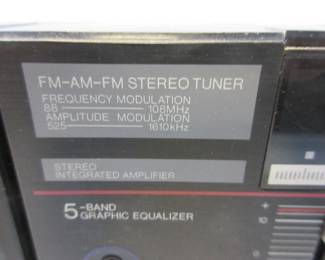 FM-AM-FM STEREO TUNER
FREQUENCY MODULATION
88 108MHz
AMPLITUDE MODULATION
525 1610kHz
STEREO
INTEGRATED AMPLIFIER
5-BAND
GRAPHIC EQUALIZER
+
10
0